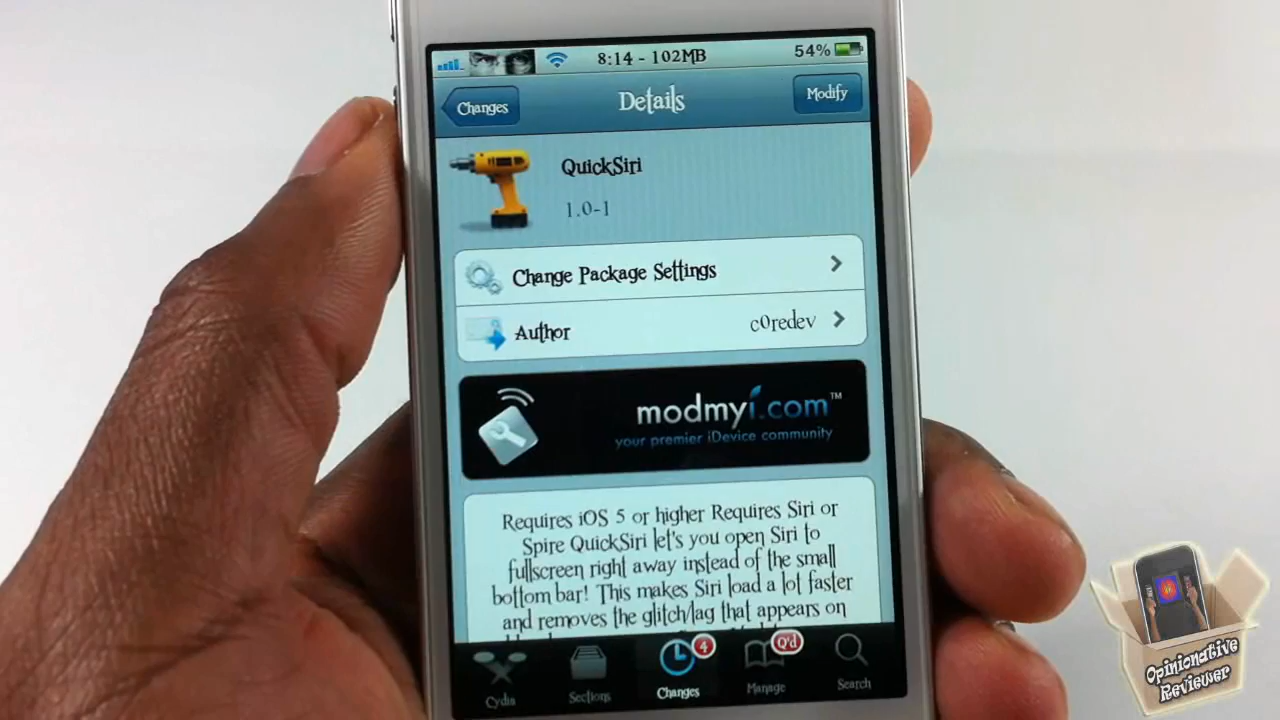 8:14 - 102MB
54%
Changes
Details
Modify
QuickSiri
1.0-1
Change Package Settings
Author
c0redev
modmyi.com™
your premier iDevice community
Requires iOS 5 or higher Requires Siri or
Spire QuickSiri let's you open Siri to
fullscreen right away instead of the small
bottom bar! This makes Siri load a lot faster
and removes the glitch/lag that appears on
4
Q'd
Cydia
Sections
Changes
Manage
Search
Opinionative
Reviewer